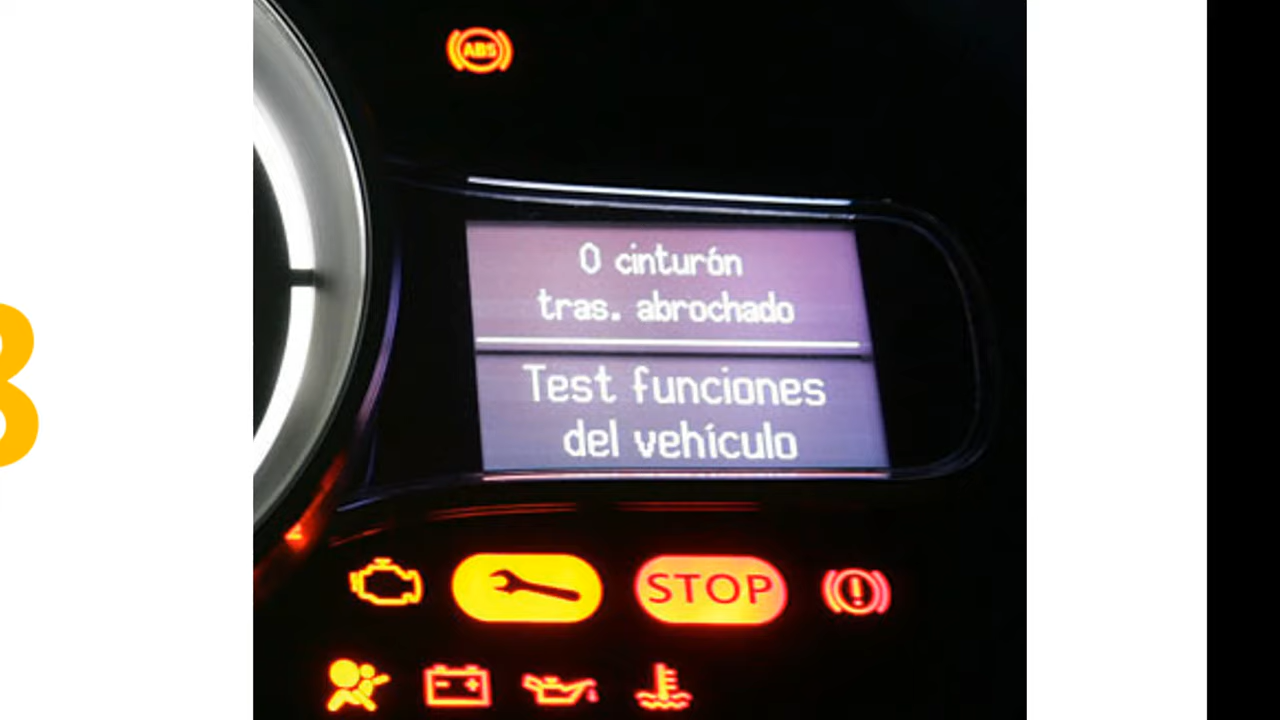 ABS
0 cinturón
tras. abrochado
Test funciones
del vehículo
STOP